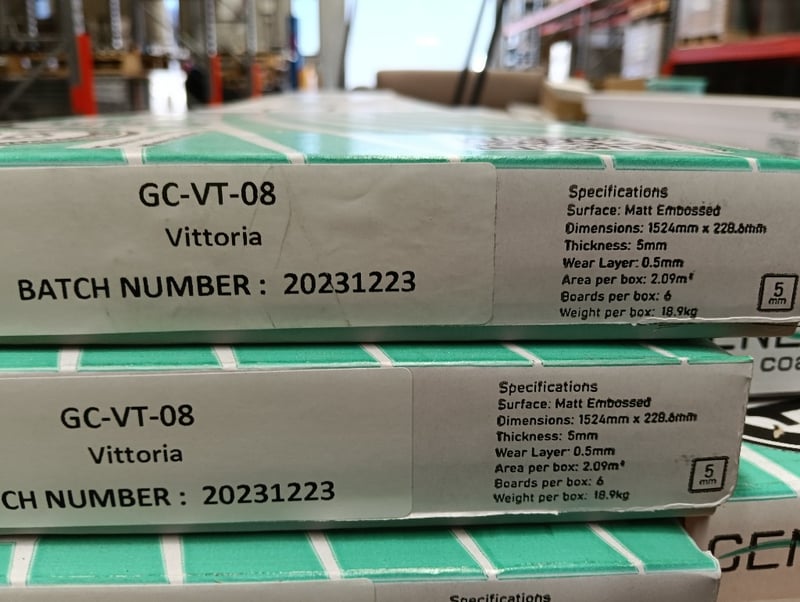 GC-VT-08
Vittoria
BATCH NUMBER : 20231223
Specifications
Surface: Matt Embossed
Dimensions: 1524mm x 228.6mm
Thickness: 5mm
Wear Layer: 0.5mm
Area per box: 2.09m²
Boards per box: 6
Weight per box: 18.9kg
5
mm
GC-VT-08
Vittoria
CH NUMBER : 20231223
Specifications
Surface: Matt Embossed
Dimensions: 1524mm x 228.6mm
Thickness: 5mm
Wear Layer: 0.5mm
Area per box: 2.09m²
Boards per box: 6
Weight per box: 18.9kg
5
mm
Specifications
GEN